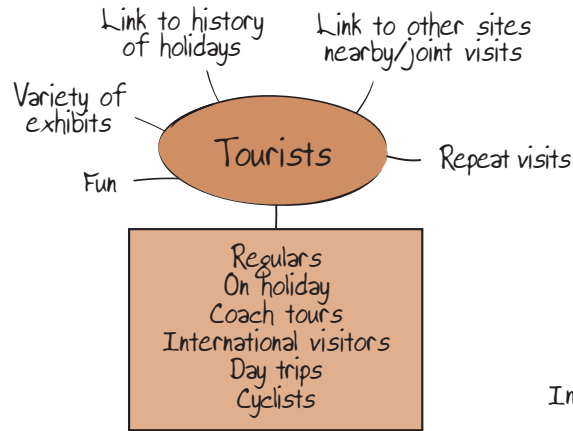 Link to history
of holidays
Link to other sites
nearby/joint visits
Variety of
exhibits
Tourists
Repeat visits
Fun
Regulars
On holiday
Coach tours
International visitors
Day trips
Cyclists